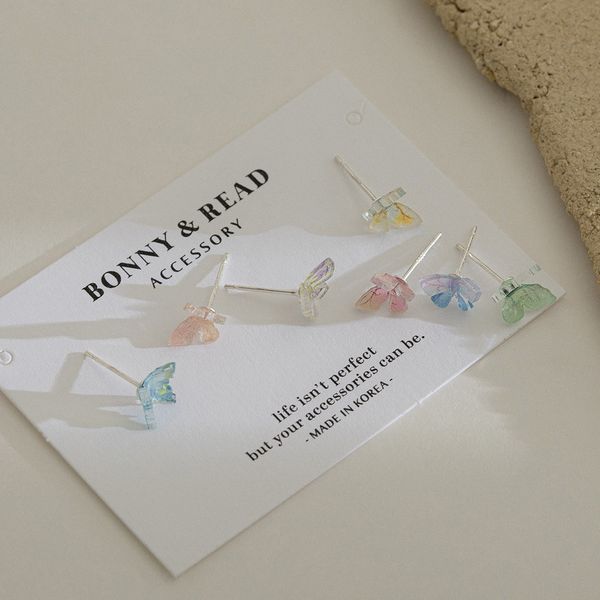 BONNY & READ
ACCESSORY
life isn't perfect
but your accessories can be.
- MADE IN KOREA -